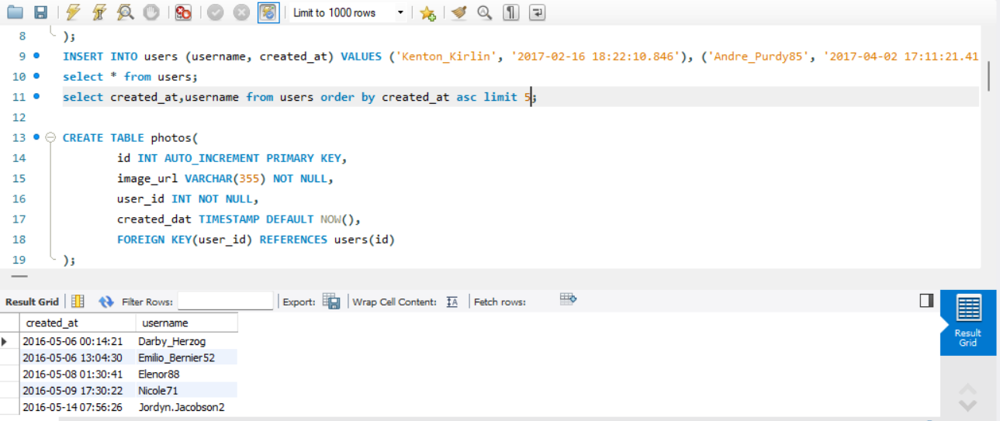 Limit to 1000 rows
8 );
9 INSERT INTO users (username, created_at) VALUES ('Kenton_Kirlin', '2017-02-16 18:22:10.846'), ('Andre_Purdy85', '2017-04-02 17:11:21.41
10 select * from users;
11 select created_at,username from users order by created_at asc limit 5;
12
13 CREATE TABLE photos(
14 id INT AUTO_INCREMENT PRIMARY KEY,
15 image_url VARCHAR(355) NOT NULL,
16 user_id INT NOT NULL,
17 created_dat TIMESTAMP DEFAULT NOW(),
18 FOREIGN KEY(user_id) REFERENCES users(id)
19 );
Result Grid Filter Rows: Export: Wrap Cell Content: IA Fetch rows:
created_at username
2016-05-06 00:14:21 Darby_Herzog
2016-05-06 13:04:30 Emilio_Bernier52
2016-05-08 01:30:41 Elenor88
2016-05-09 17:30:22 Nicole71
2016-05-14 07:56:26 Jordyn.Jacobson2
Result
Grid